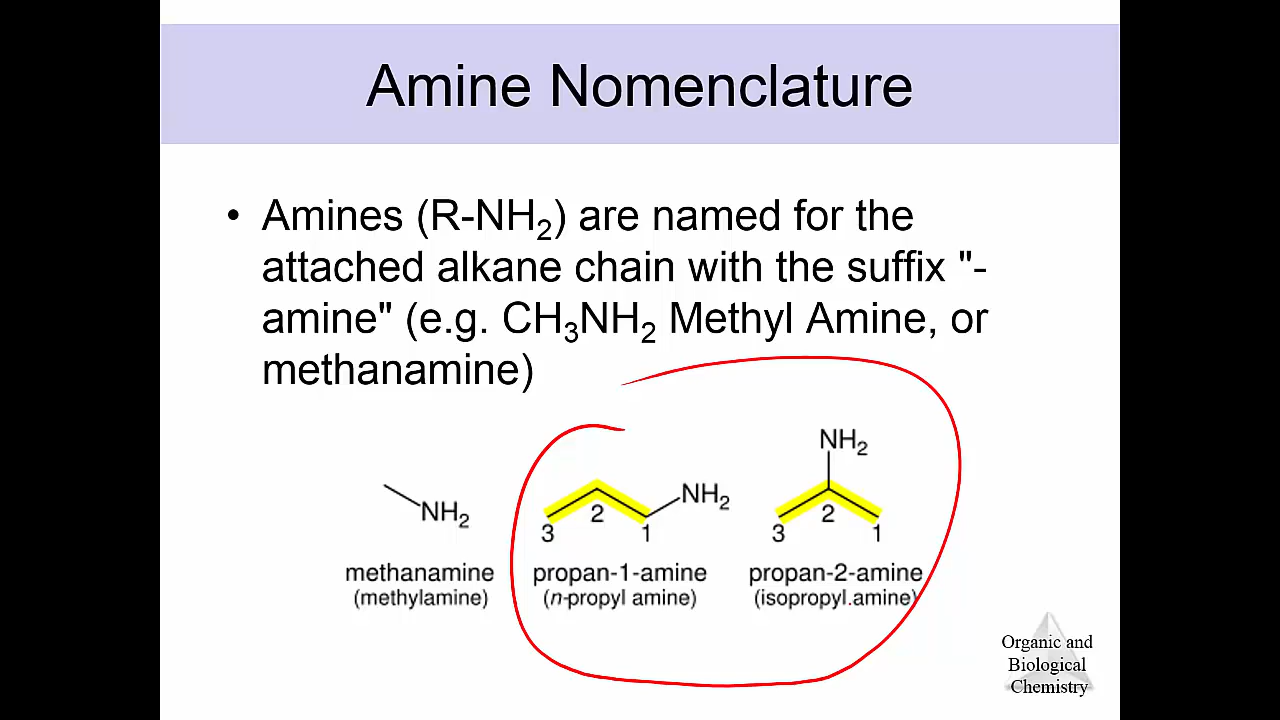 Amine Nomenclature
• Amines (R-NH₂) are named for the
attached alkane chain with the suffix "-
amine" (e.g. CH₃NH₂ Methyl Amine, or
methanamine)
NH₂
3 2 1
NH₂
NH₂
3 2 1
methanamine
(methylamine)
propan-1-amine
(n-propyl amine)
propan-2-amine
(isopropyl amine)
Organic and
Biological
Chemistry